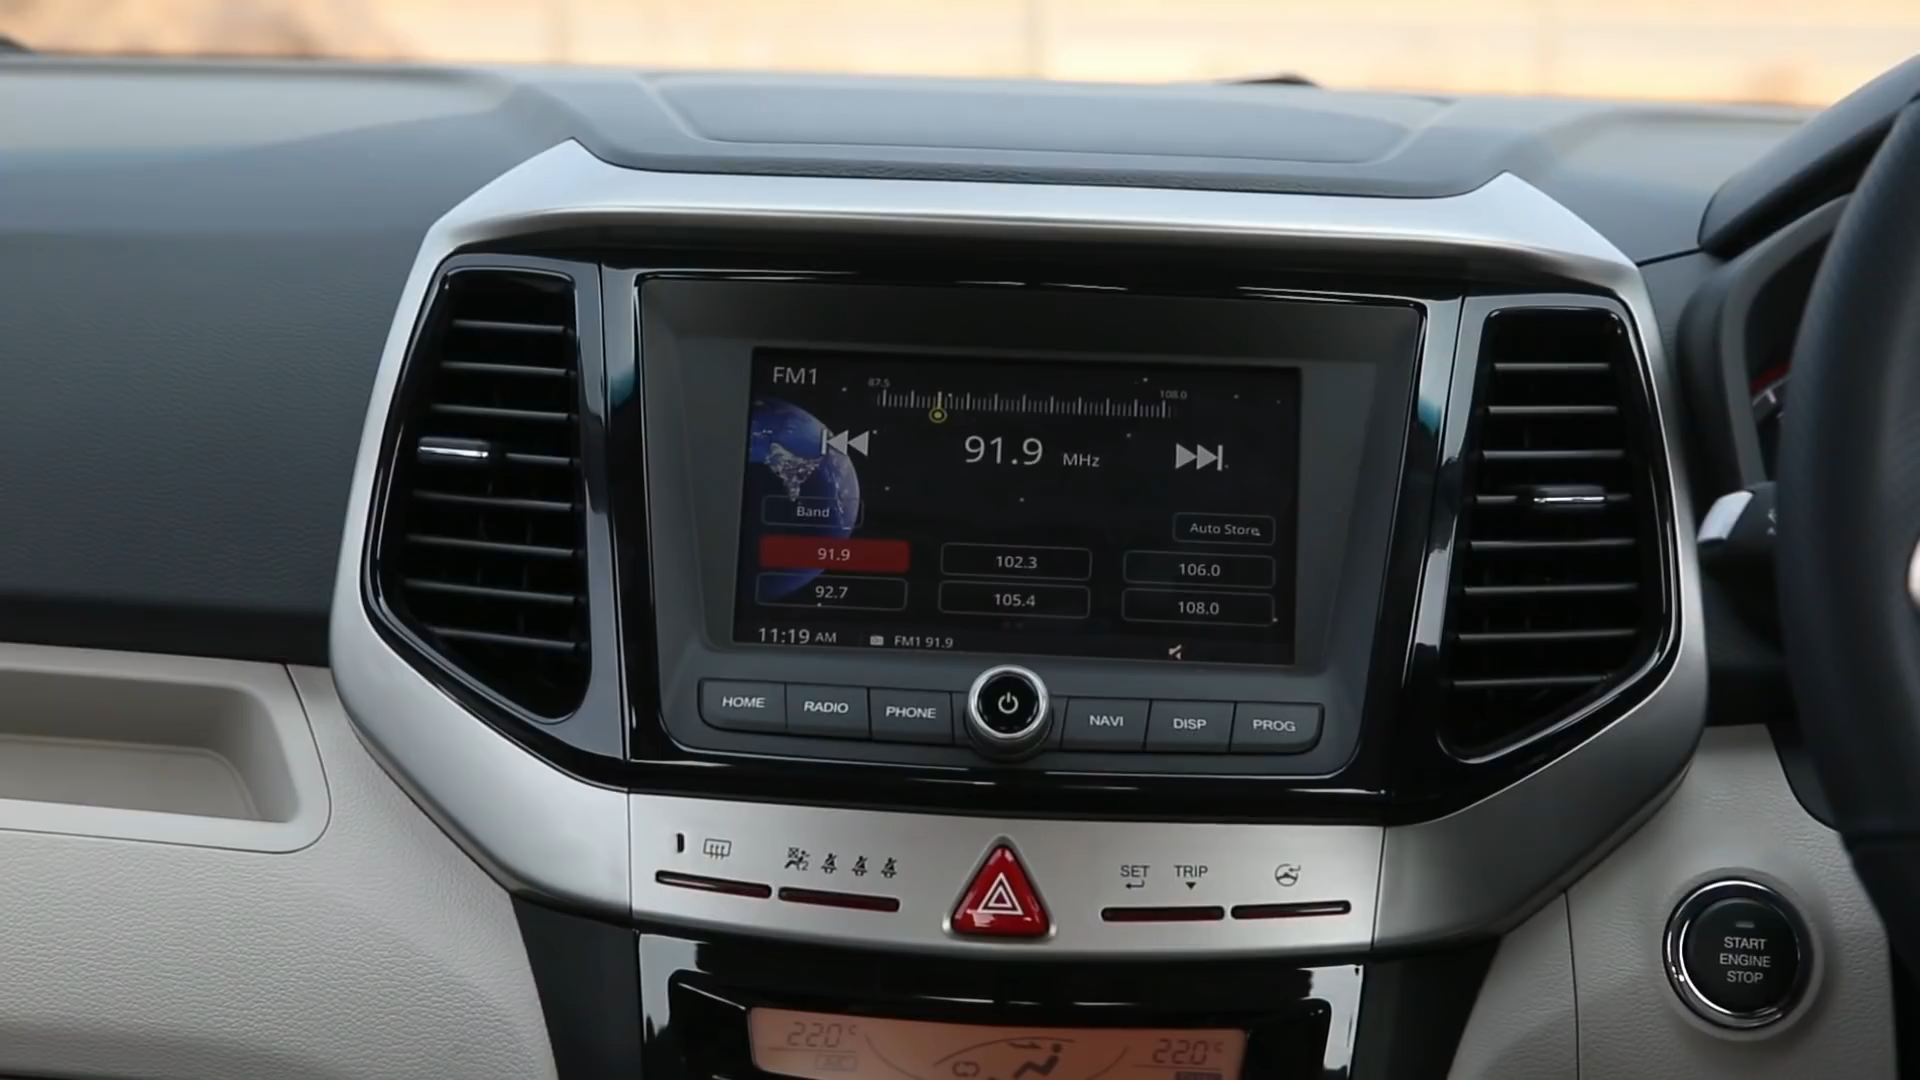 FM1
87.5
108.0
91.9 MHz
Band
Auto Store
91.9
102.3
106.0
92.7
105.4
108.0
11:19 AM
FM1 91.9
HOME
RADIO
PHONE
NAVI
DISP
PROG
SET
TRIP
START
ENGINE
STOP
22.0°C
22.0°C